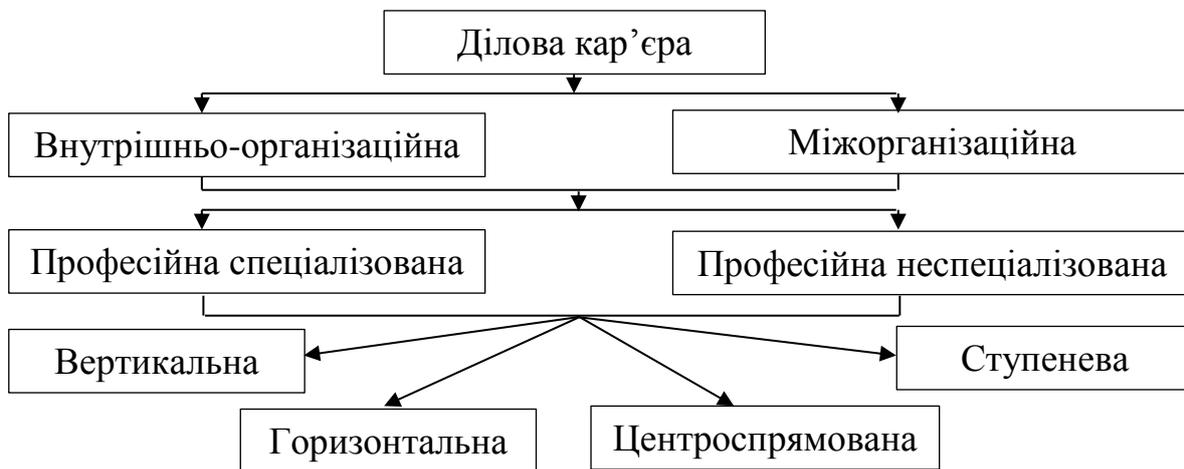 Ділова кар’єра
Внутрішньо-організаційна
Міжорганізаційна
Професійна спеціалізована
Професійна неспеціалізована
Вертикальна
Ступенева
Горизонтальна
Центроспрямована